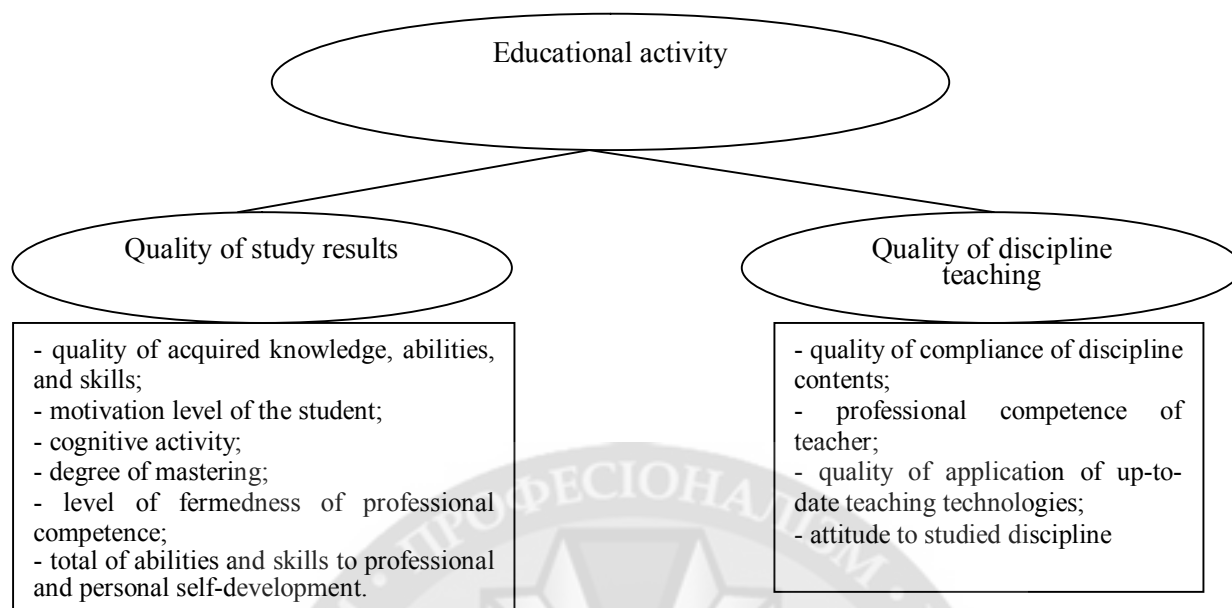 Educational activity
Quality of study results
Quality of discipline
teaching
- quality of acquired knowledge, abilities,
and skills;
- motivation level of the student;
- cognitive activity;
- degree of mastering;
- level of fermedness of professional
competence;
- total of abilities and skills to professional
and personal self-development.
- quality of compliance of discipline
contents;
- professional competence of
teacher;
- quality of application of up-to-
date teaching technologies;
- attitude to studied discipline
ПРОФЕСІОНАЛІЗМ